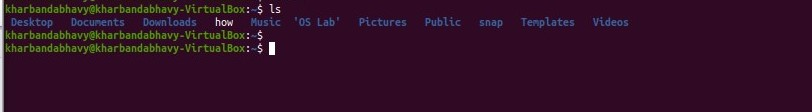 kharbandabhavy@kharbandabhavy-VirtualBox:~$ ls
Desktop Documents Downloads how Music 'OS Lab' Pictures Public snap Templates Videos
kharbandabhavy@kharbandabhavy-VirtualBox:~$
kharbandabhavy@kharbandabhavy-VirtualBox:~$